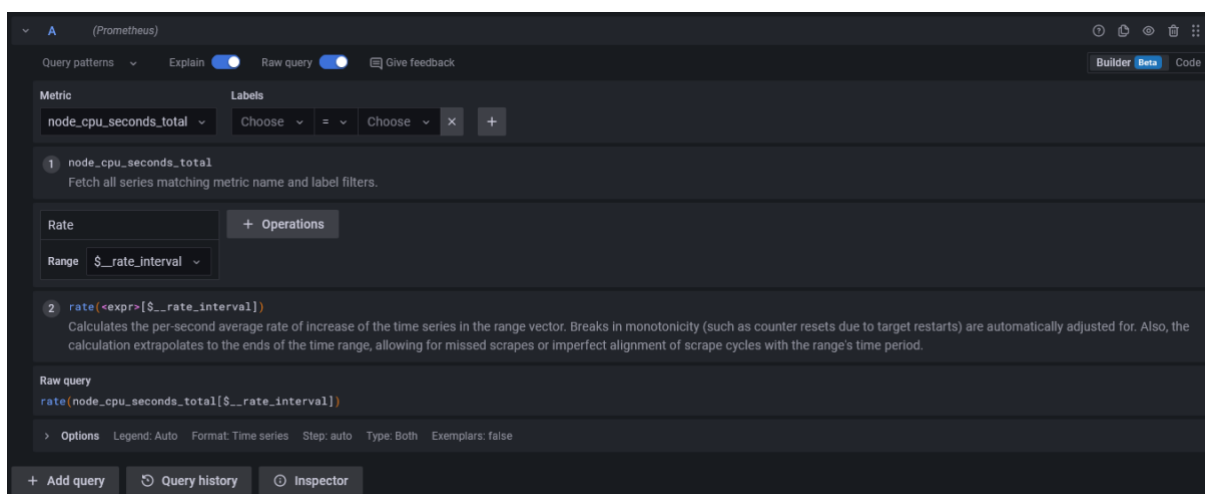 A (Prometheus)
Query patterns Explain Raw query Give feedback Builder Beta Code
Metric Labels
node_cpu_seconds_total Choose = Choose × +
1 node_cpu_seconds_total
Fetch all series matching metric name and label filters.
Rate + Operations
Range $__rate_interval
2 rate(<expr>[$__rate_interval])
Calculates the per-second average rate of increase of the time series in the range vector. Breaks in monotonicity (such as counter resets due to target restarts) are automatically adjusted for. Also, the
calculation extrapolates to the ends of the time range, allowing for missed scrapes or imperfect alignment of scrape cycles with the range's time period.
Raw query
rate(node_cpu_seconds_total[$__rate_interval])
> Options Legend: Auto Format: Time series Step: auto Type: Both Exemplars: false
+ Add query Query history Inspector